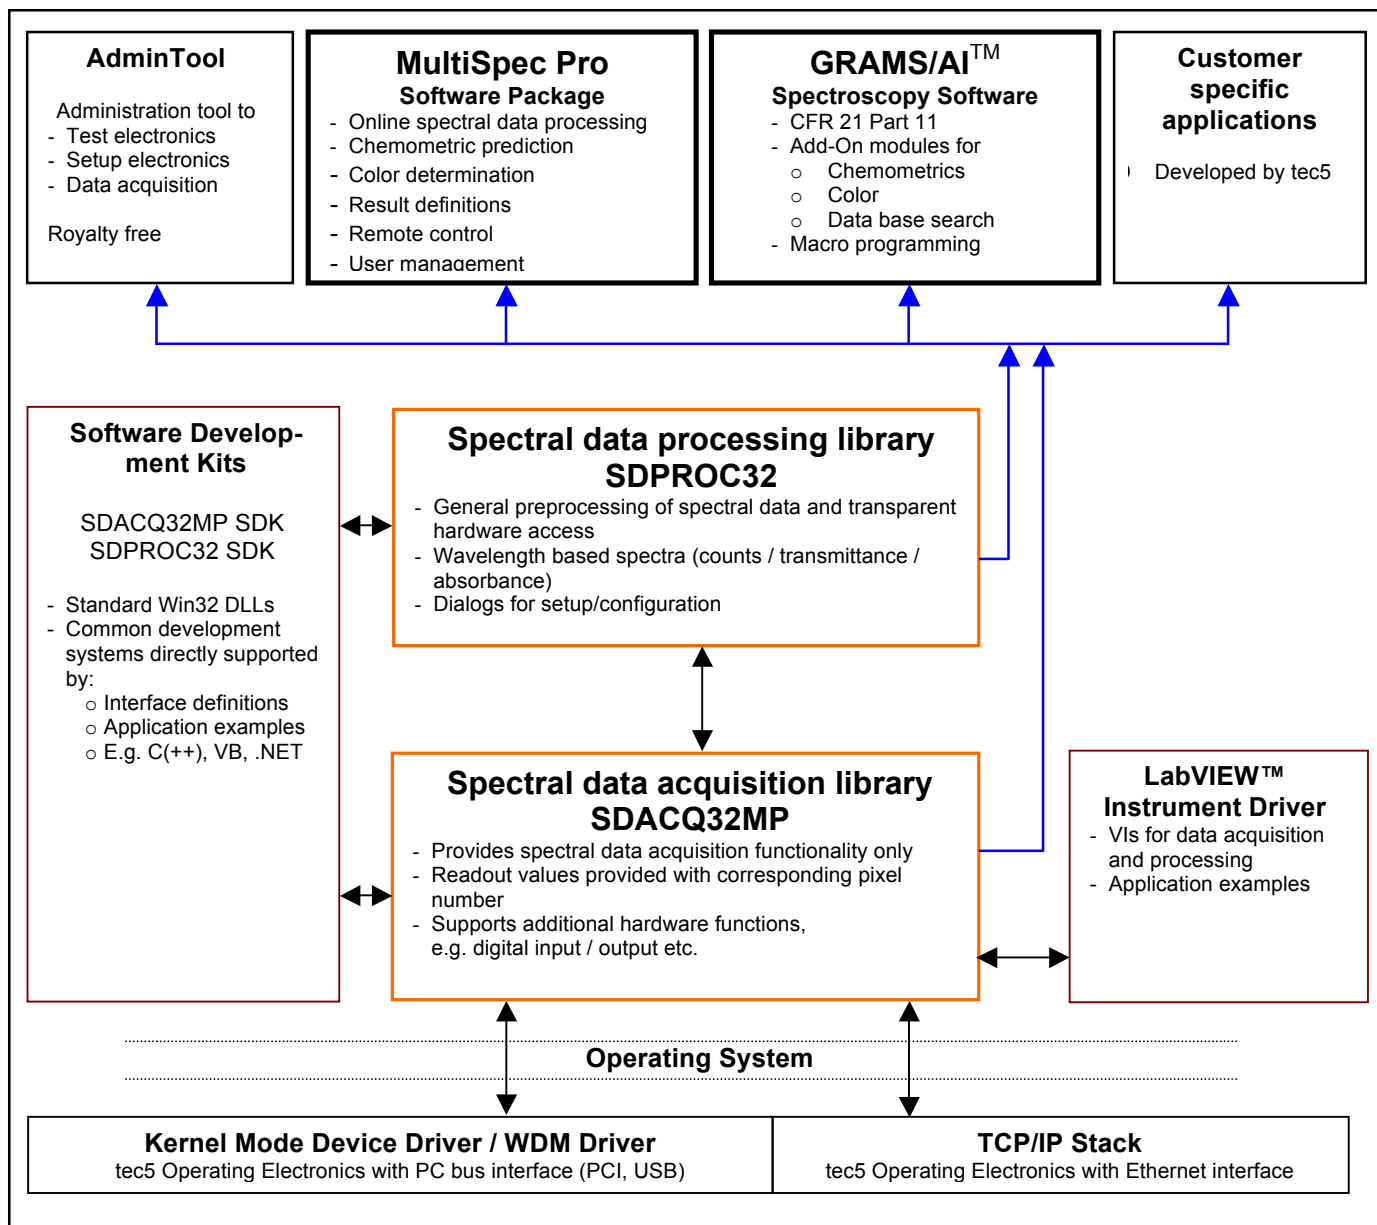 AdminTool
Administration tool to
- Test electronics
- Setup electronics
- Data acquisition
Royalty free
MultiSpec Pro
Software Package
- Online spectral data processing
- Chemometric prediction
- Color determination
- Result definitions
- Remote control
- User management
GRAMS/AI™
Spectroscopy Software
- CFR 21 Part 11
- Add-On modules for
o Chemometrics
o Color
o Data base search
- Macro programming
Customer
specific
applications
Developed by tec5
Software Develop-
ment Kits
SDACQ32MP SDK
SDPROC32 SDK
- Standard Win32 DLLs
- Common development
systems directly supported
by:
o Interface definitions
o Application examples
o E.g. C(++), VB, .NET
Spectral data processing library
SDPROC32
- General preprocessing of spectral data and transparent
hardware access
- Wavelength based spectra (counts / transmittance /
absorbance)
- Dialogs for setup/configuration
Spectral data acquisition library
SDACQ32MP
- Provides spectral data acquisition functionality only
- Readout values provided with corresponding pixel
number
- Supports additional hardware functions,
e.g. digital input / output etc.
LabVIEW™
Instrument Driver
- VIs for data acquisition
and processing
- Application examples
Operating System
Kernel Mode Device Driver / WDM Driver
tec5 Operating Electronics with PC bus interface (PCI, USB)
TCP/IP Stack
tec5 Operating Electronics with Ethernet interface